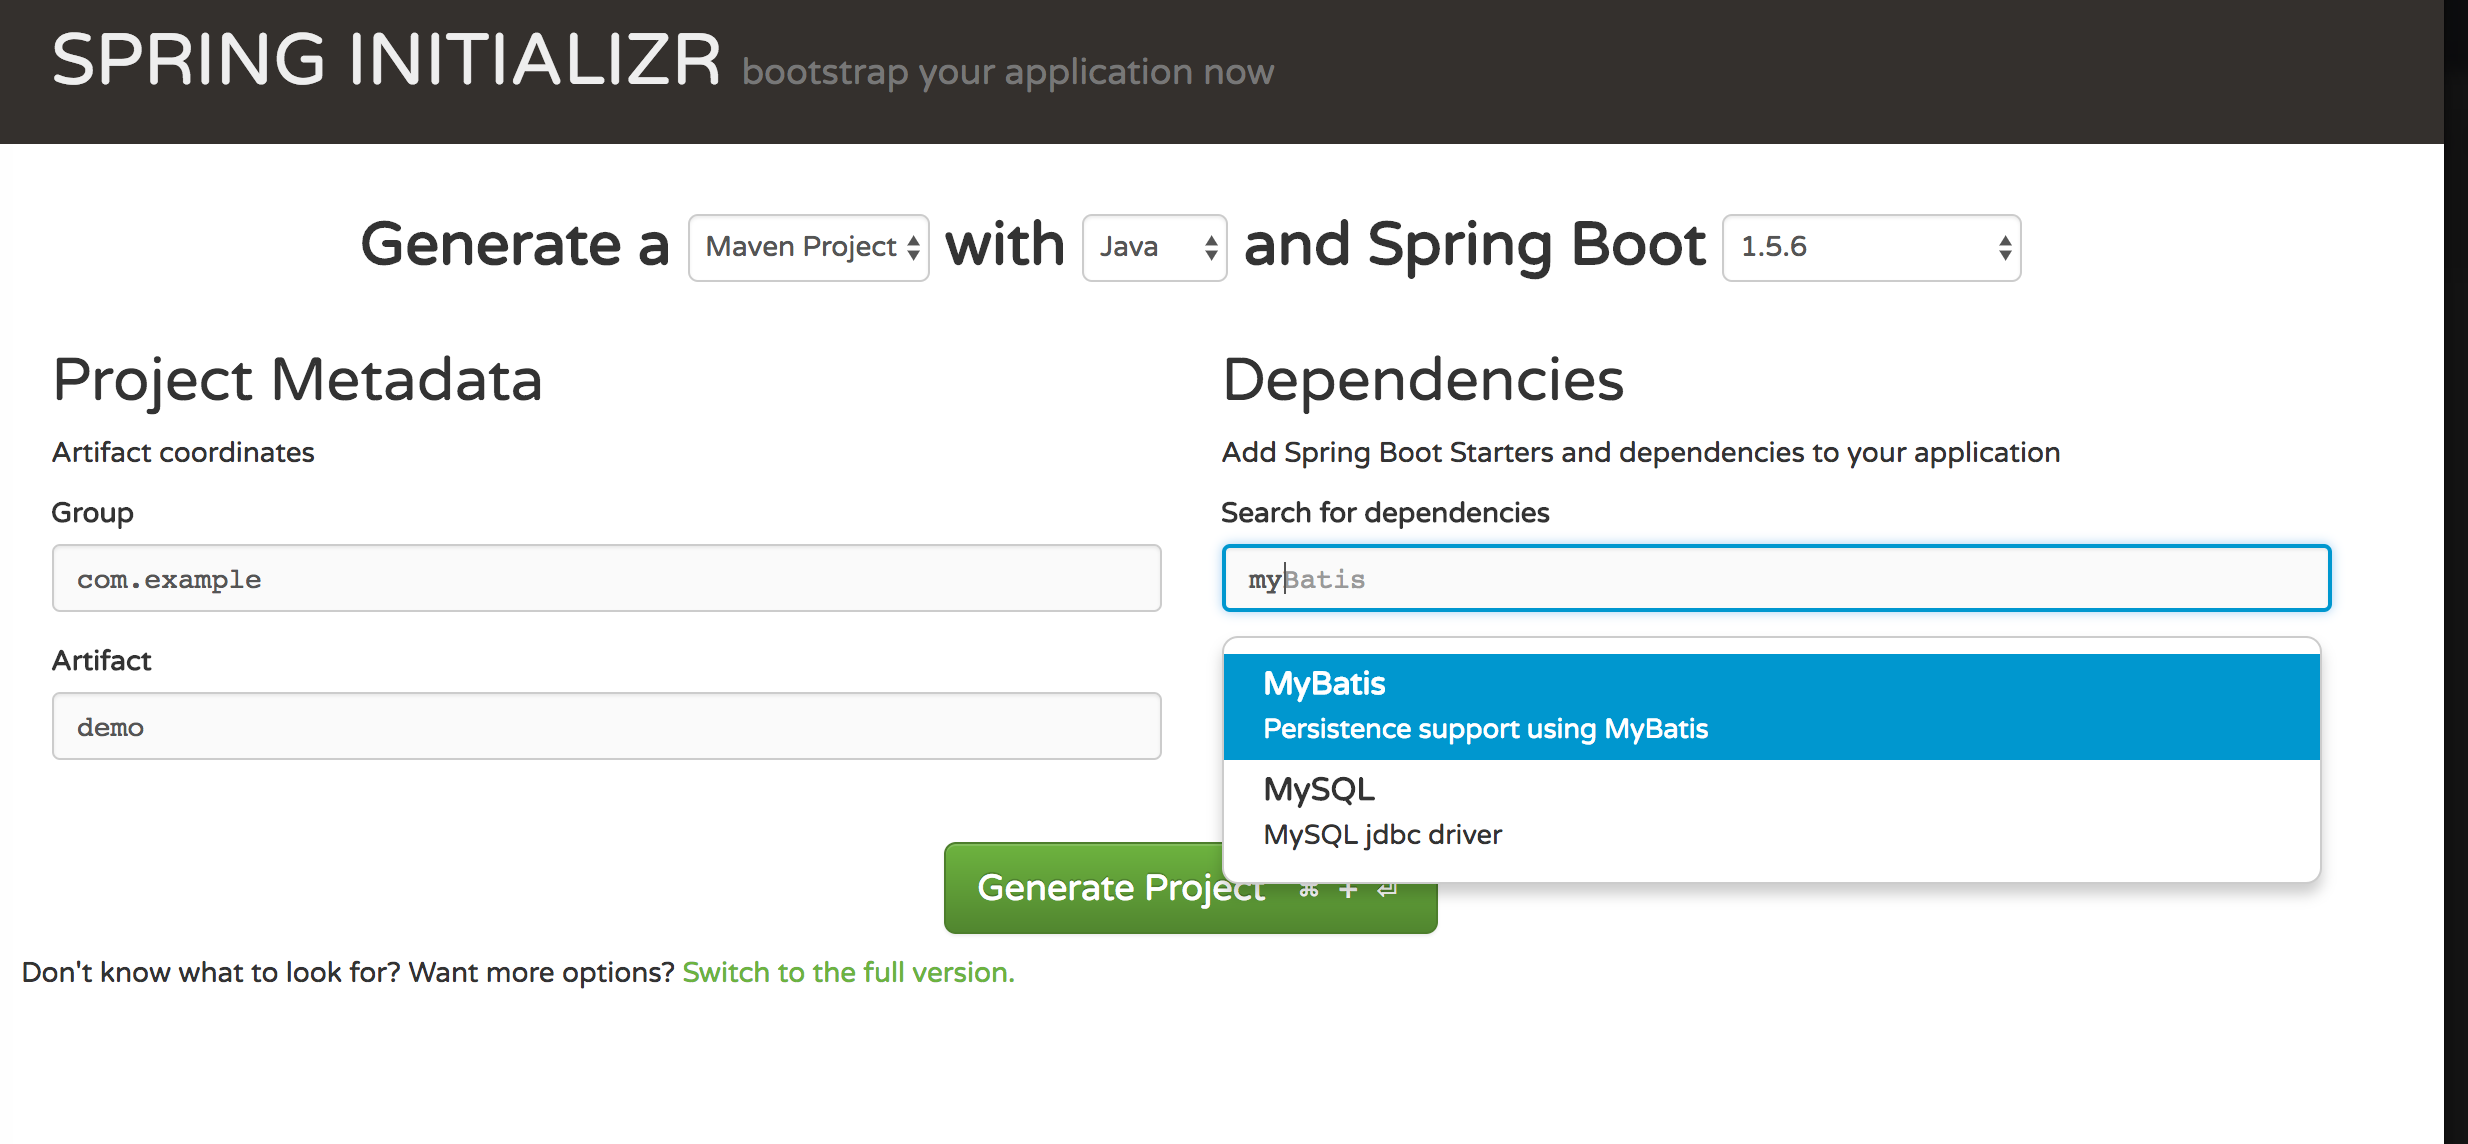 SPRING INITIALIZR bootstrap your application now
Generate a Maven Project with Java and Spring Boot 1.5.6
Project Metadata
Artifact coordinates
Group
com.example
Artifact
demo
Dependencies
Add Spring Boot Starters and dependencies to your application
Search for dependencies
myBatis
MyBatis
Persistence support using MyBatis
MySQL
MySQL jdbc driver
Generate Project ⌘ + ⏎
Don't know what to look for? Want more options? Switch to the full version.